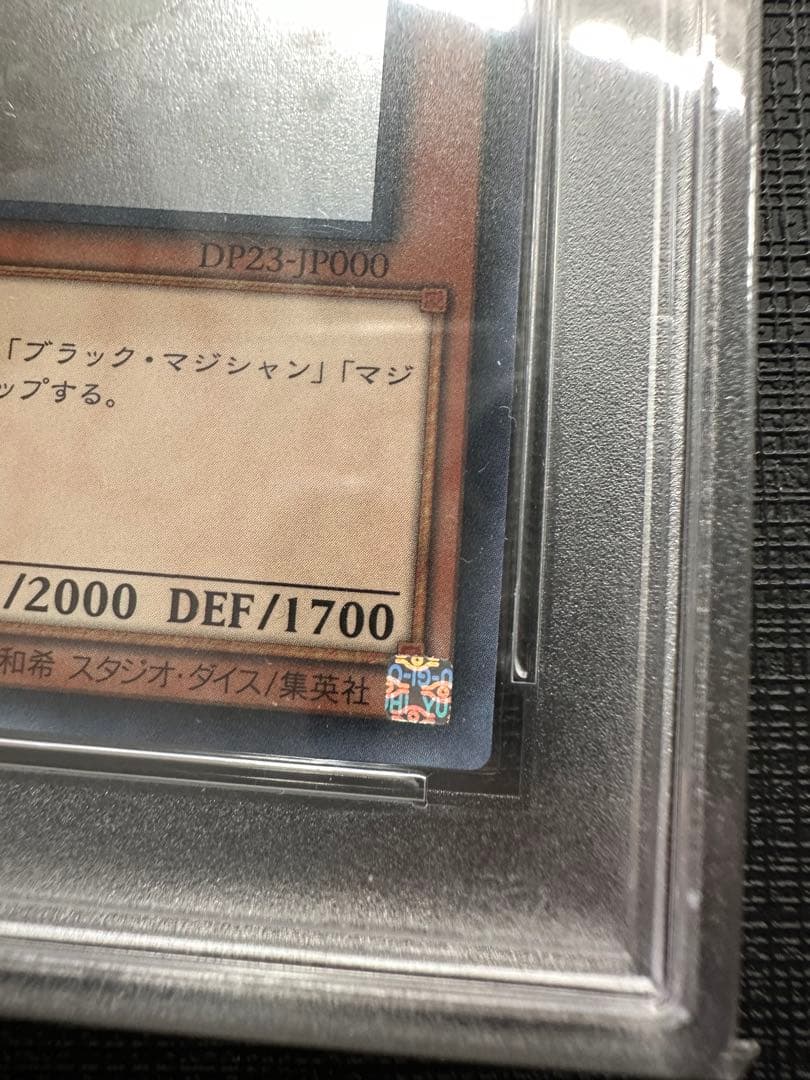 DP23-JP000
「ブラック・マジシャン」「マジ
ップする。
/2000 DEF/1700
和希 スタジオ・ダイス/集英社